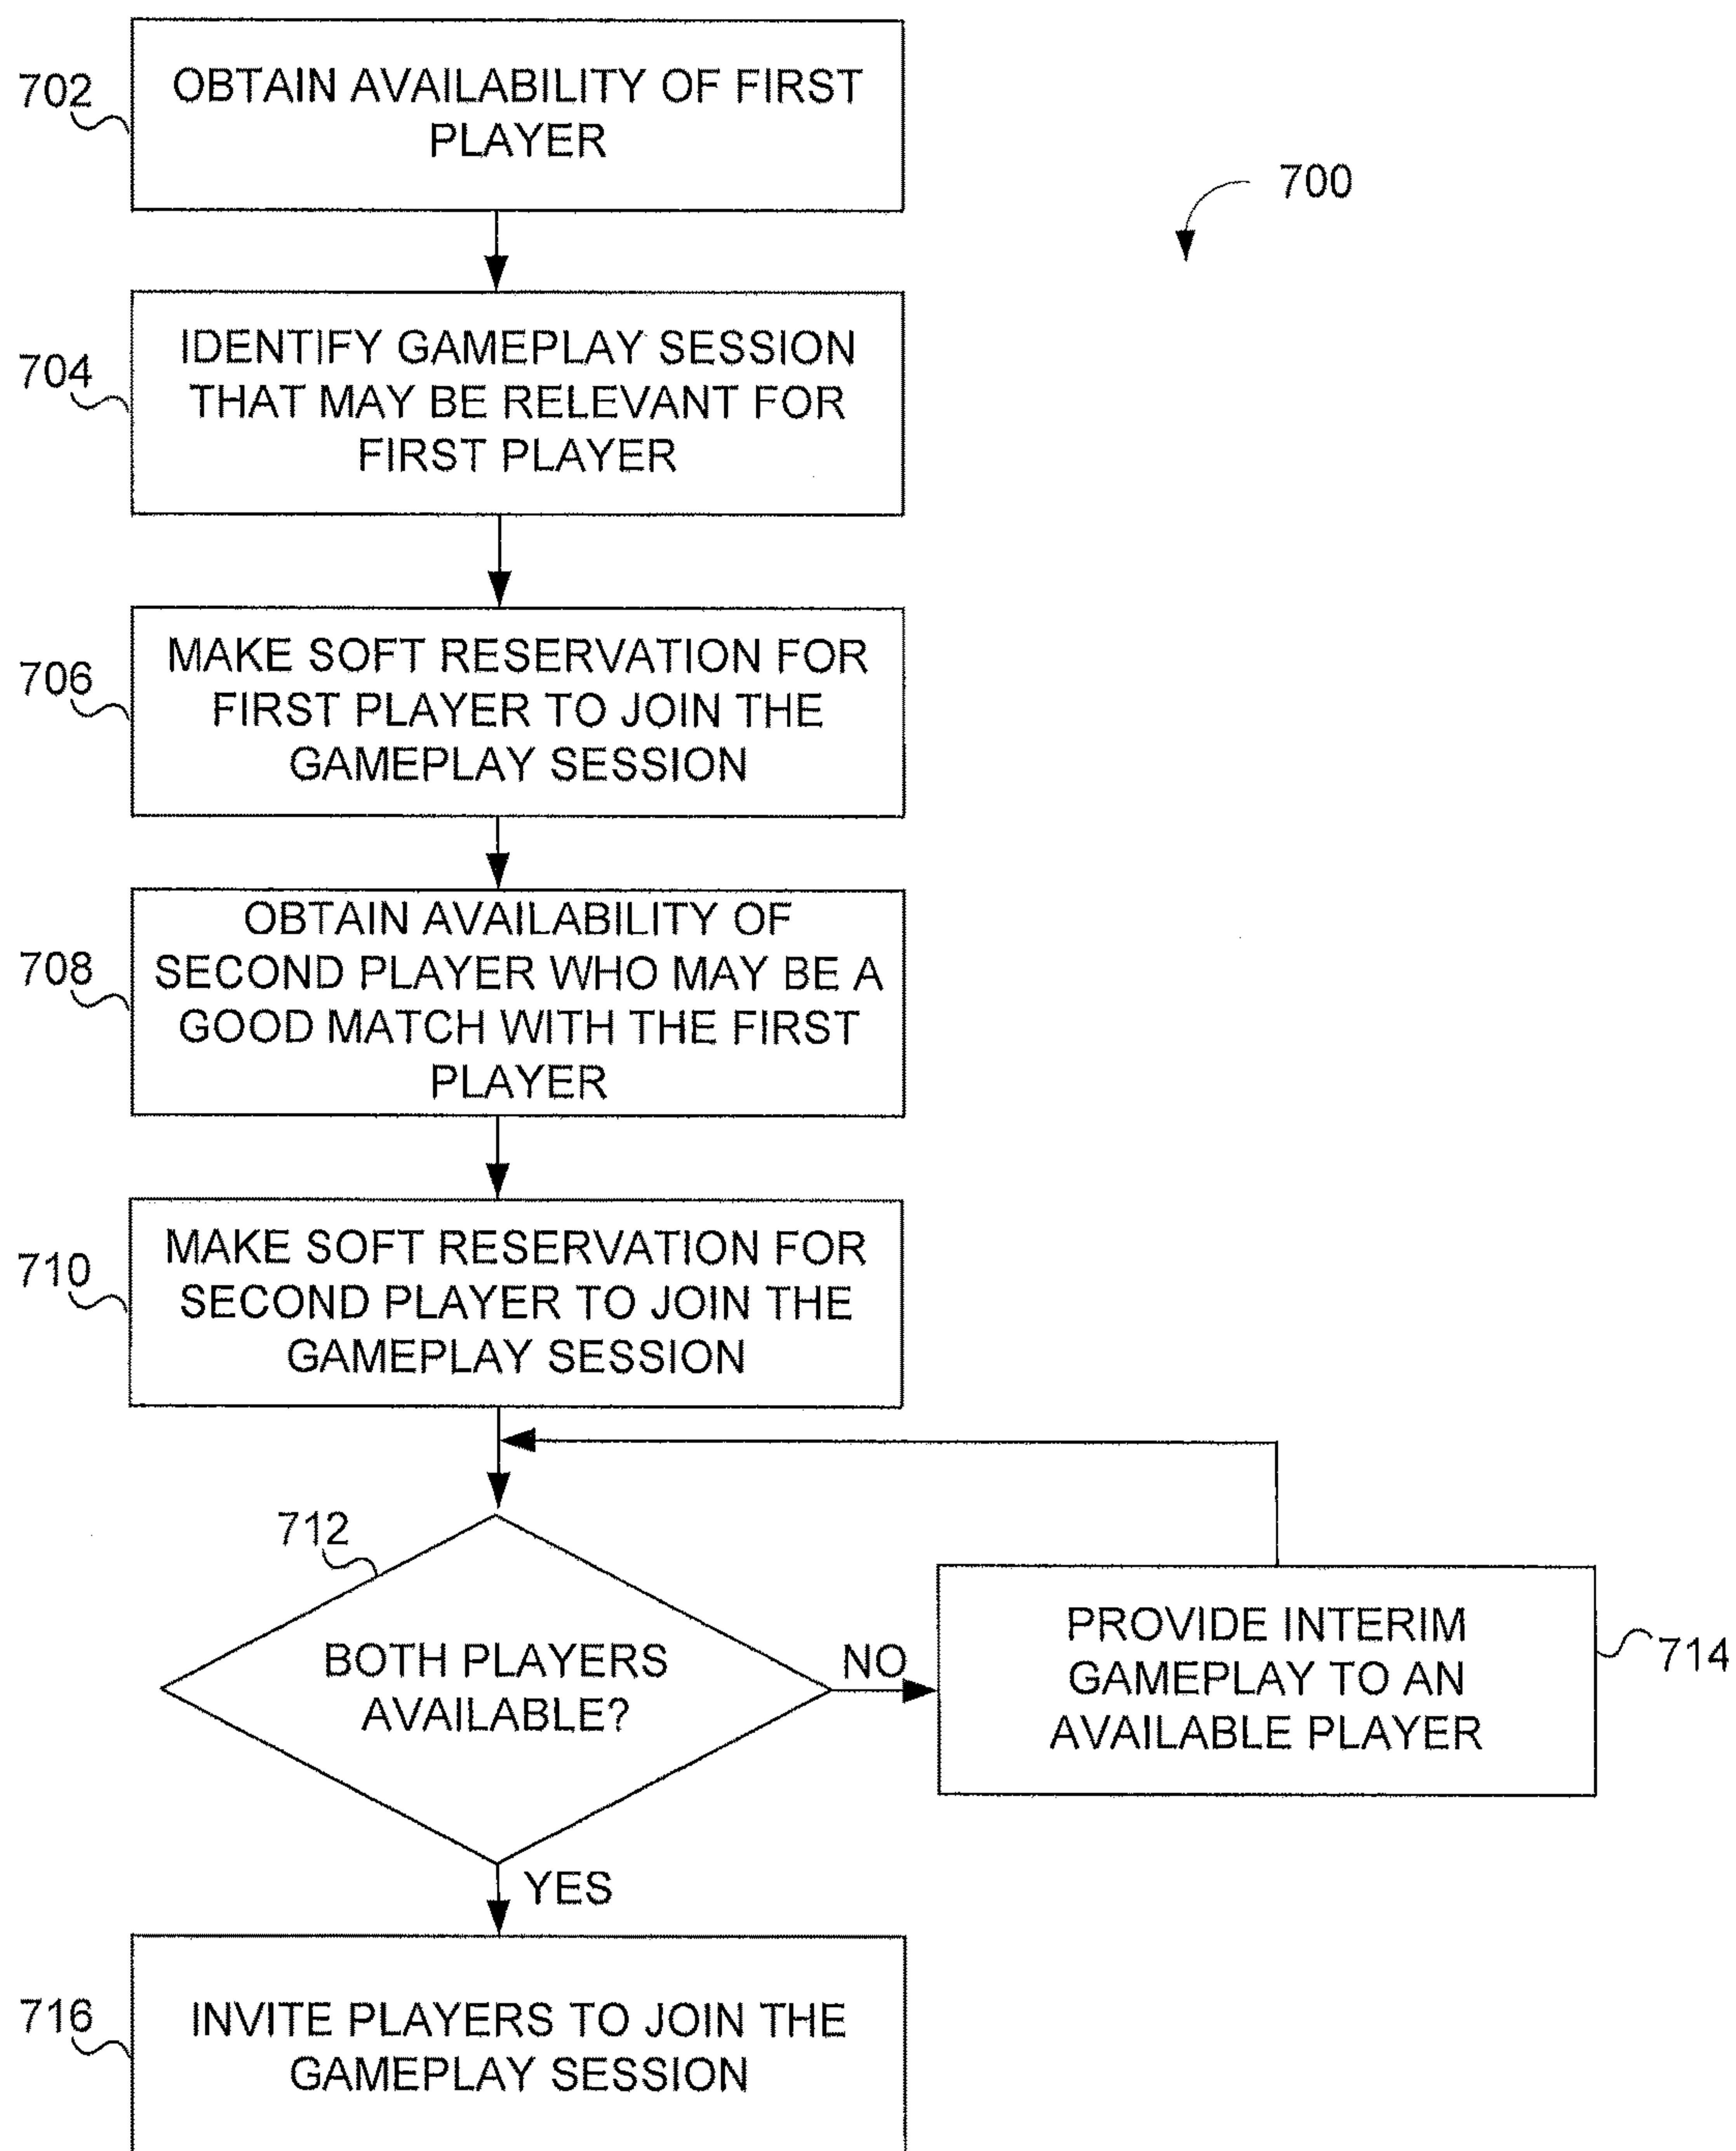 702
OBTAIN AVAILABILITY OF FIRST
PLAYER
700
704
IDENTIFY GAMEPLAY SESSION
THAT MAY BE RELEVANT FOR
FIRST PLAYER
706
MAKE SOFT RESERVATION FOR
FIRST PLAYER TO JOIN THE
GAMEPLAY SESSION
708
OBTAIN AVAILABILITY OF
SECOND PLAYER WHO MAY BE A
GOOD MATCH WITH THE FIRST
PLAYER
710
MAKE SOFT RESERVATION FOR
SECOND PLAYER TO JOIN THE
GAMEPLAY SESSION
712
BOTH PLAYERS
AVAILABLE?
NO
PROVIDE INTERIM
GAMEPLAY TO AN
AVAILABLE PLAYER
714
YES
716
INVITE PLAYERS TO JOIN THE
GAMEPLAY SESSION